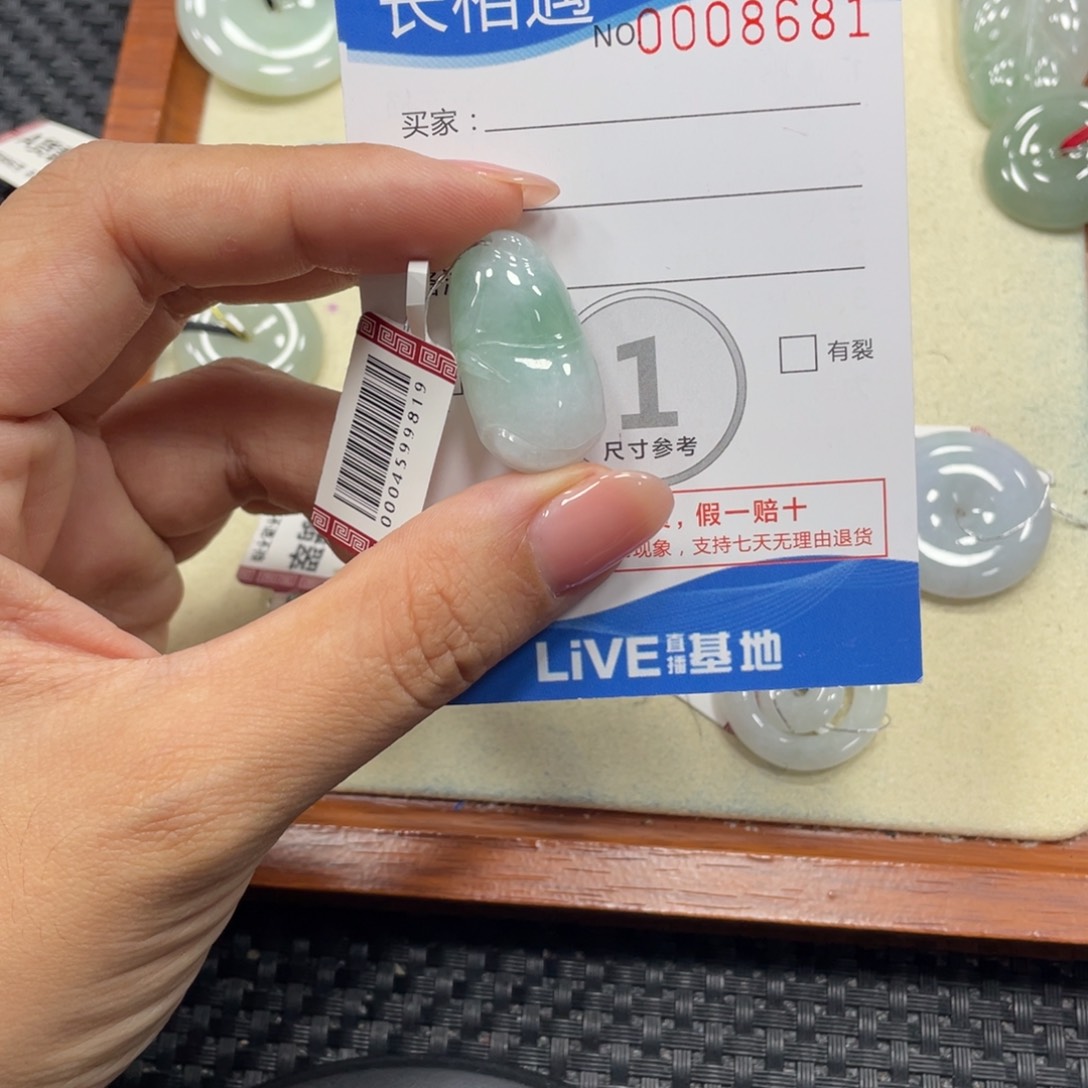 长相遇
NO0008681
买家：
有裂
1
尺寸参考
0004599819
，假一赔十
现象，支持七天无理由退货
LiVE直播基地